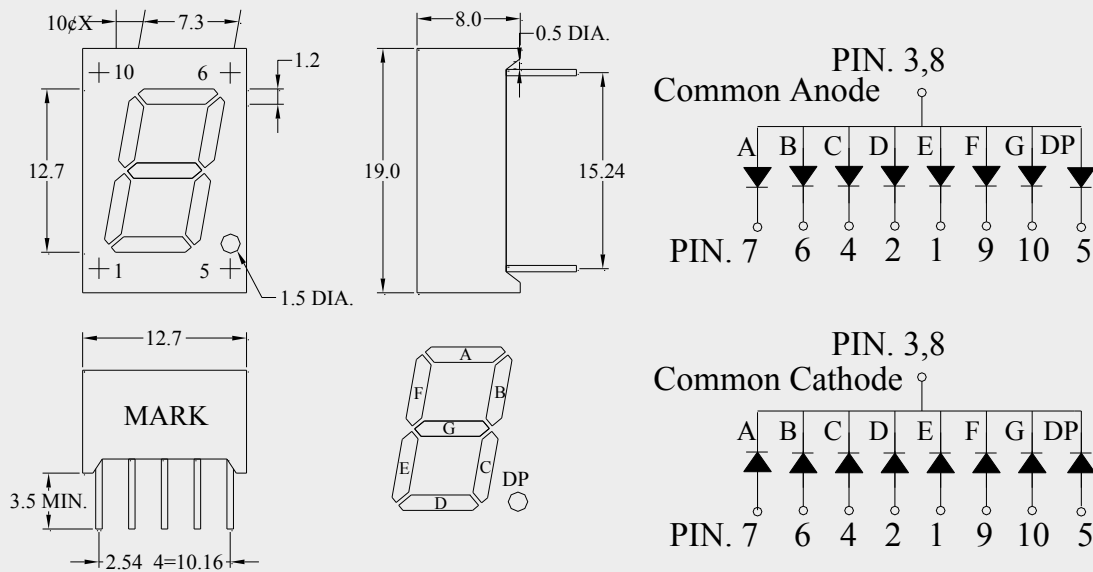 10¢X
7.3
10
6
1.2
12.7
1
5
1.5 DIA.
8.0
0.5 DIA.
19.0
15.24
PIN. 3,8
Common Anode
A B C D E F G DP
PIN. 7 6 4 2 1 9 10 5
12.7
MARK
3.5 MIN.
2.54 4=10.16
A
F
B
G
E
C
DP
D
PIN. 3,8
Common Cathode
A B C D E F G DP
PIN. 7 6 4 2 1 9 10 5